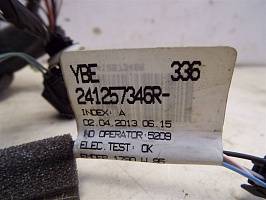 YBE 336
241257346R-
INDEX: A
02.04.2013 06.15
NO OPERATOR:5209
ELEC.TEST: OK